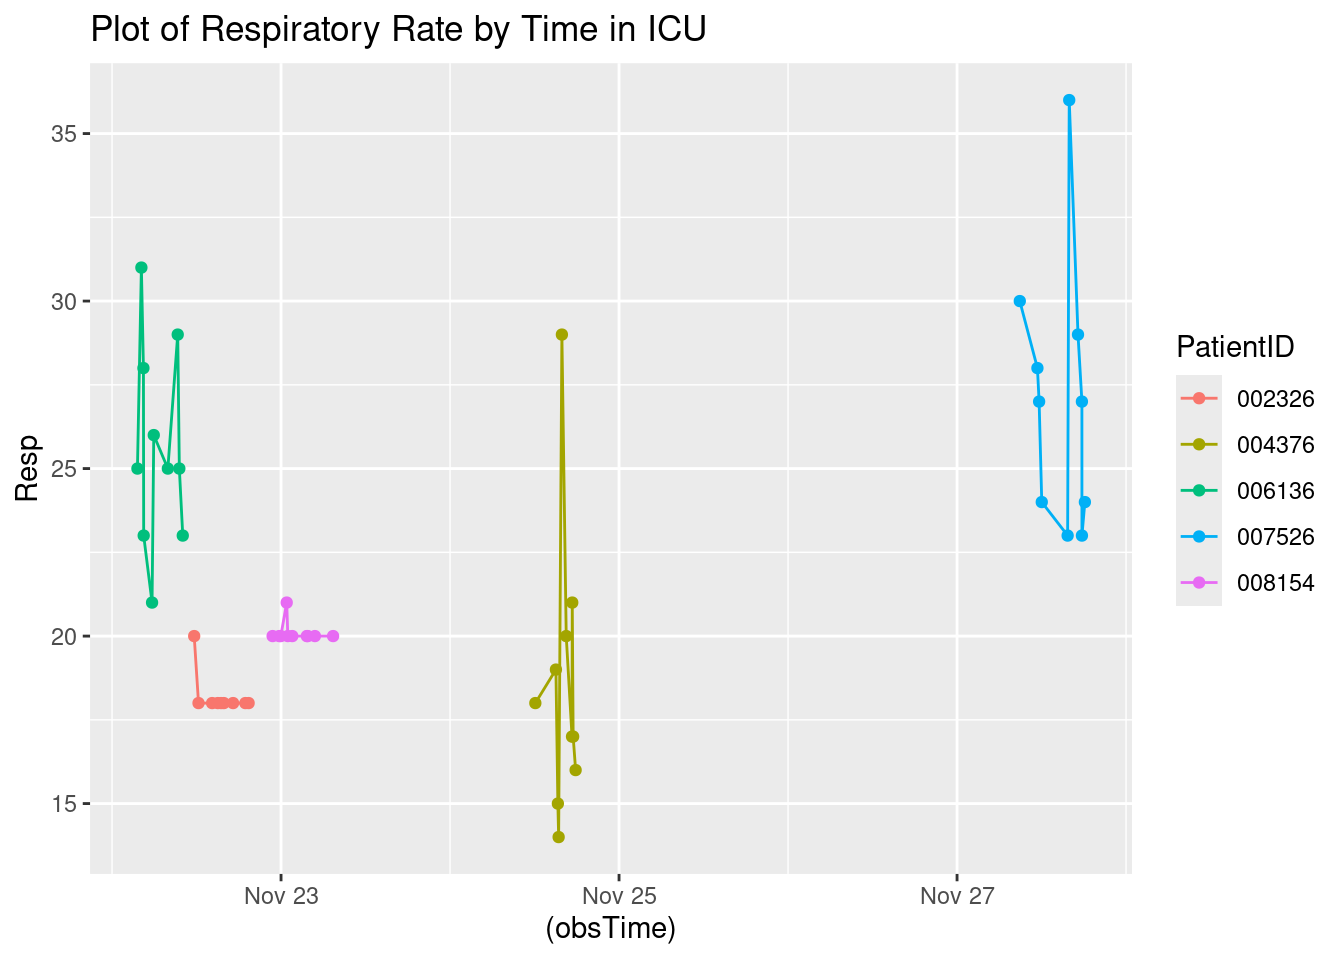 Plot of Respiratory Rate by Time in ICU
35
30
25
20
15
Resp
Nov 23
Nov 25
Nov 27
(obsTime)
PatientID
002326
004376
006136
007526
008154